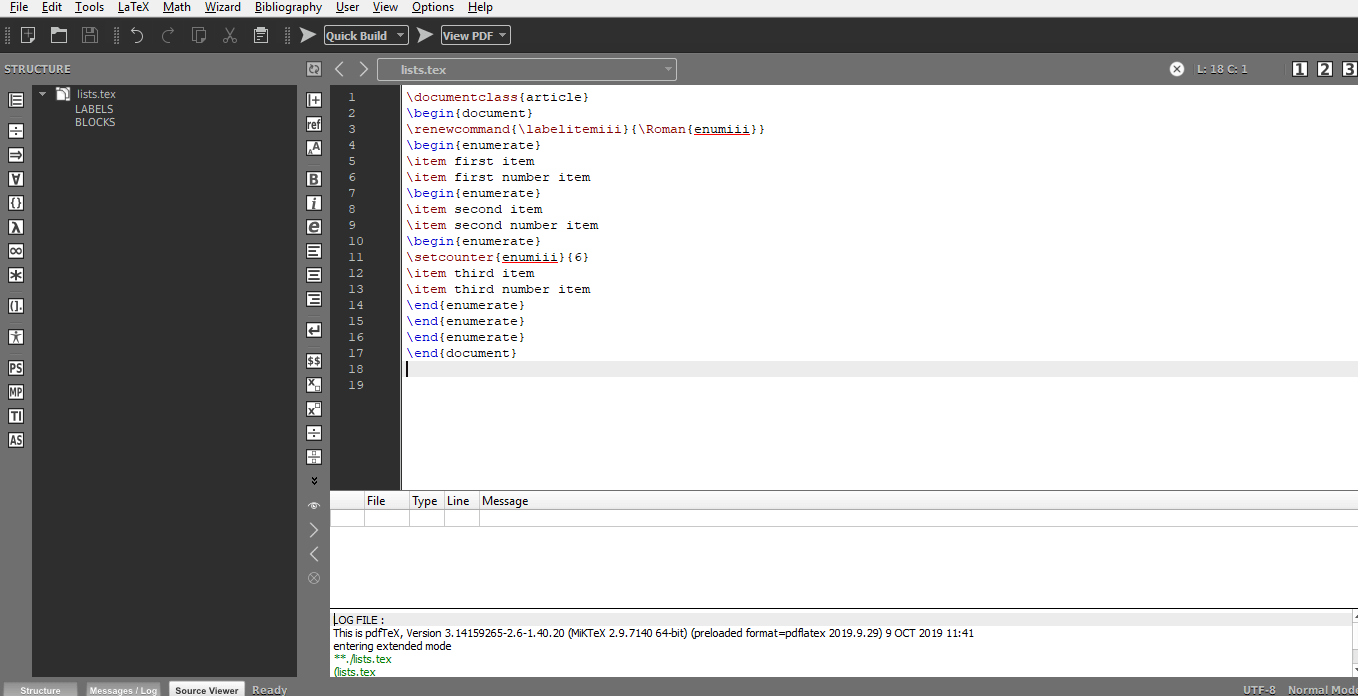 File Edit Tools LaTeX Math Wizard Bibliography User View Options Help
Quick Build View PDF
STRUCTURE
lists.tex
L: 18 C: 1
1 2 3
lists.tex
LABELS
BLOCKS
ref
B
i
e
$$
PS
MP
TI
AS
1 \documentclass{article}
2 \begin{document}
3 \renewcommand{\labelitemiii}{\Roman{enumiii}}
4 \begin{enumerate}
5 \item first item
6 \item first number item
7 \begin{enumerate}
8 \item second item
9 \item second number item
10 \begin{enumerate}
11 \setcounter{enumiii}{6}
12 \item third item
13 \item third number item
14 \end{enumerate}
15 \end{enumerate}
16 \end{enumerate}
17 \end{document}
18
19
File Type Line Message
LOG FILE :
This is pdfTeX, Version 3.14159265-2.6-1.40.20 (MiKTeX 2.9.7140 64-bit) (preloaded format=pdflatex 2019.9.29) 9 OCT 2019 11:41
entering extended mode
**./lists.tex
(lists.tex
Structure Messages / Log Source Viewer Ready
UTF-8 Normal Mode